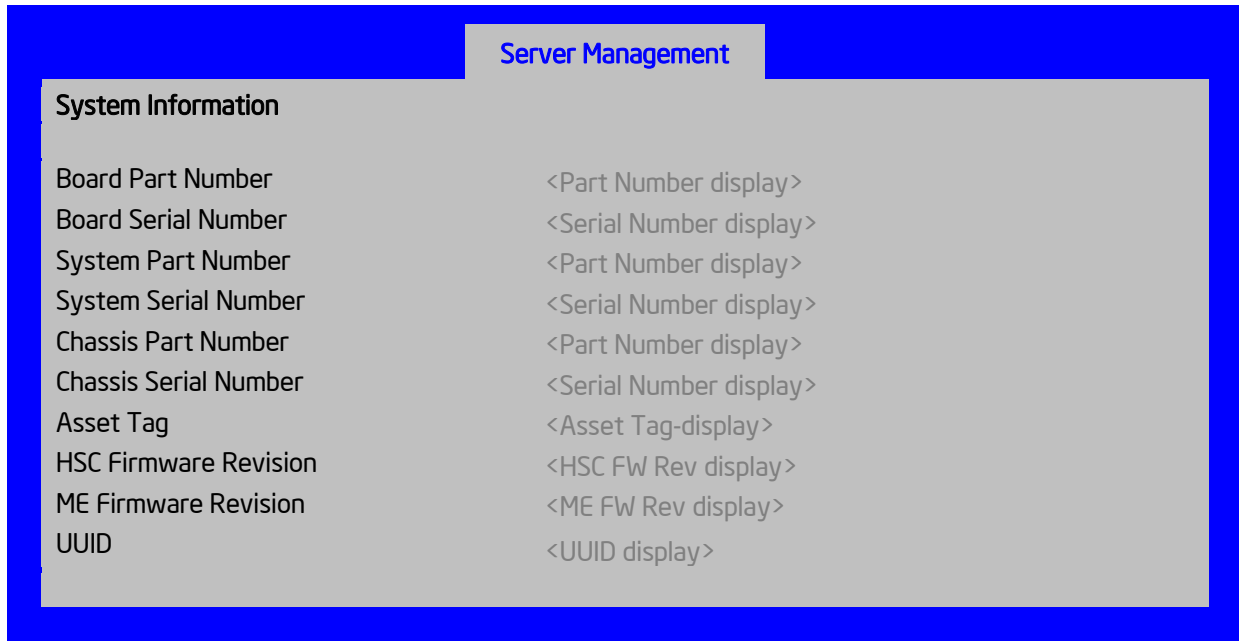 Server Management
System Information
Board Part Number <Part Number display>
Board Serial Number <Serial Number display>
System Part Number <Part Number display>
System Serial Number <Serial Number display>
Chassis Part Number <Part Number display>
Chassis Serial Number <Serial Number display>
Asset Tag <Asset Tag-display>
HSC Firmware Revision <HSC FW Rev display>
ME Firmware Revision <ME FW Rev display>
UUID <UUID display>